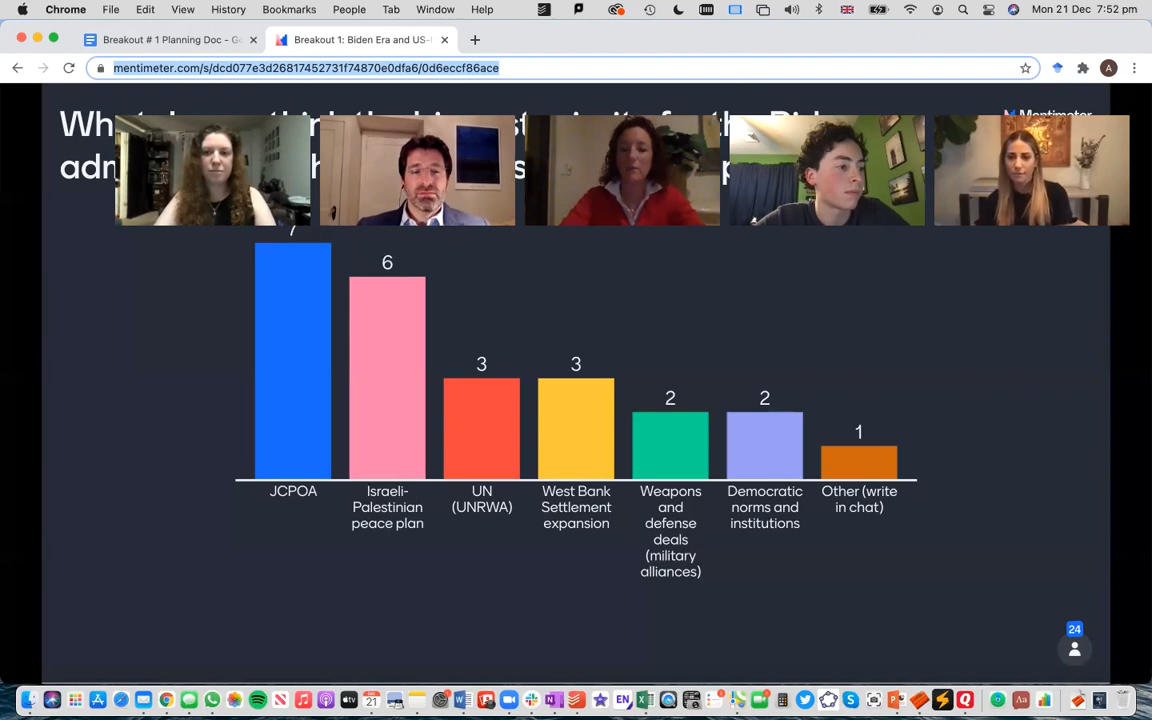 Chrome File Edit View History Bookmarks People Tab Window Help Mon 21 Dec 7:52 pm
Breakout # 1 Planning Doc - G Breakout 1: Biden Era and US-
mentimeter.com/s/dcd077e3d26817452731f74870e0dfa6/0d6eccf86ace A
Mentimeter
7
6
3
3
2
2
1
JCPOA
Israeli-
Palestinian
peace plan
UN
(UNRWA)
West Bank
Settlement
expansion
Weapons
and
defense
deals
(military
alliances)
Democratic
norms and
institutions
Other (write
in chat)
24